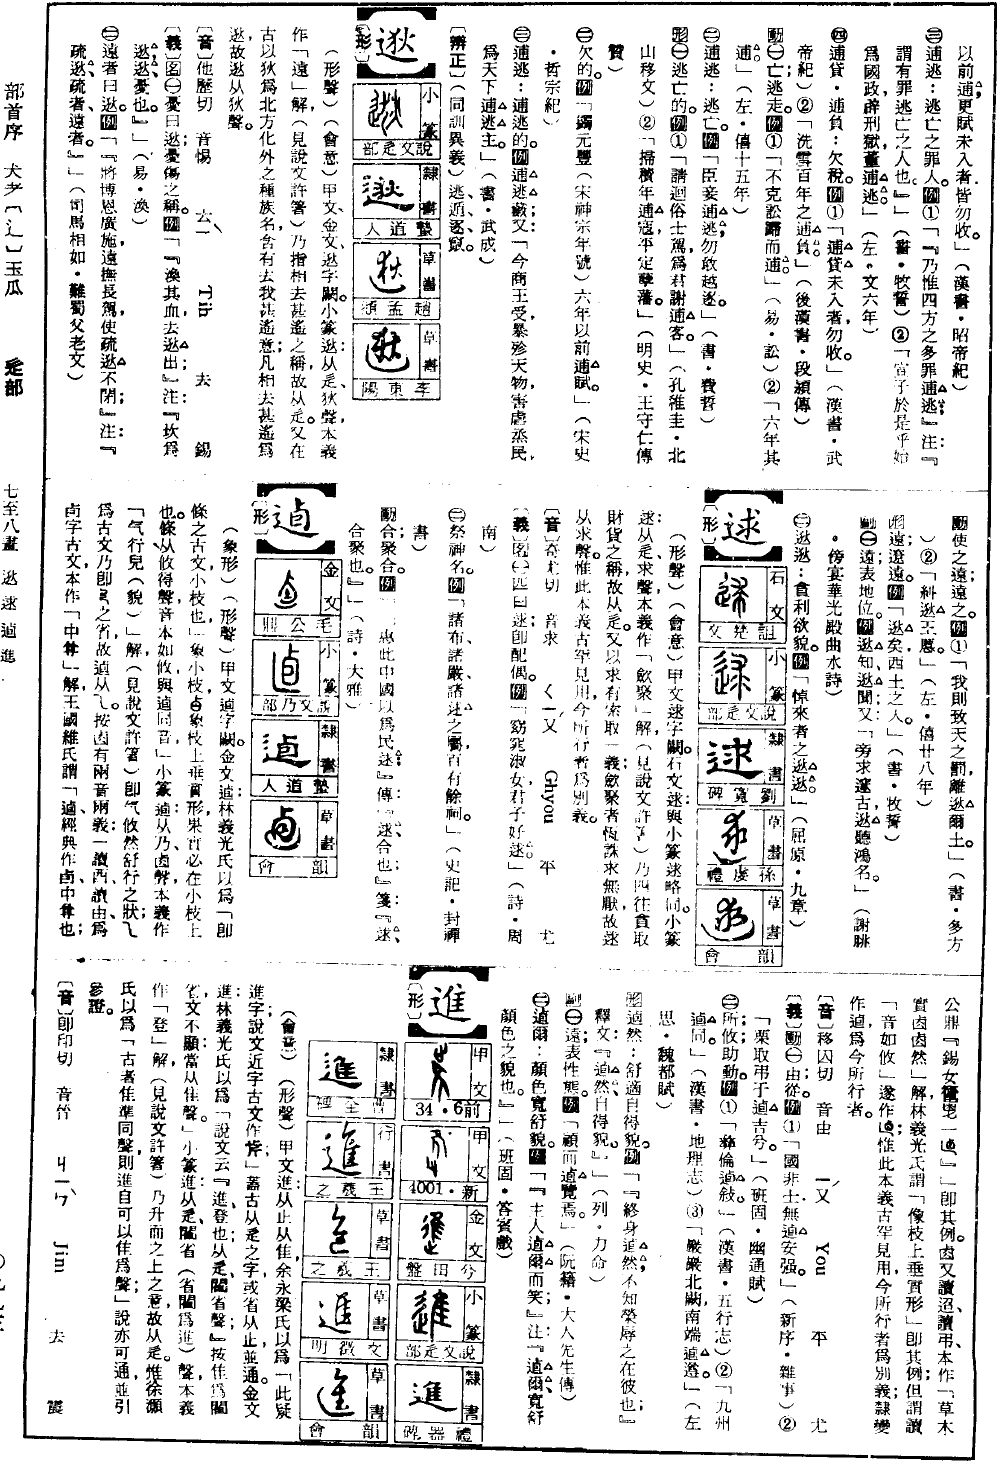 以前逋更賦未入者皆勿收。」（漢書・昭帝紀）
㊂逋逃：逃亡之罪人。例①「『乃惟四方之多罪逋逃』注：『
謂有罪逃亡之人也。』」（書・牧誓）②「宣子於是乎始
為國政辟刑獄董逋逃」（左・文六年）
㊃逋貸・逋負：欠稅。例①「逋貸未入者，勿收。」（漢書・武
帝紀）②「洗雪百年之逋負」（後漢書・段熲傳）
動㊀亡逃走。例①「不克訟歸而逋。」（易・訟）②「六年其
逋。」（左・僖十五年）
㊁逋逃：逃亡。例「臣妾逋逃，勿敢越逐。」（書・費誓）
形㊀逃亡的。例①「請迴俗士駕，為君謝逋客。」（孔稚圭・北
山移文）②「掃積年逋寇平定孽藩。」（明史・王守仁傳
贊）
㊁欠的。例「蠲元豐（宋神宗年號）六年以前逋賦。」（宋史
・哲宗紀）
㊂逋逃：逋逃的。例逋逃藪又「今商王受暴殄天物，害虐烝民，
為天下逋逃主。」（書・武成）
〔辨正〕（同訓異義）逃、逋、逐、竄。
逖
〔形〕
小篆
說文辵部
隸書
婁道人
草書
趙孟頫
草書
李東陽
（形聲）（會意）甲文、金文、逖字闕。小篆逖：从辵、狄聲，本義
作「遠」解（見說文許箸）乃指相去甚遙之稱，故从辵。又在
古以狄為北方化外之種族名，含有去我甚遙意，凡相去甚遙為
逖，故逖从狄聲。
〔音〕他歷切 音惕 ㄊㄧˋ Tih 去 錫
〔義〕名㊀憂曰逖，憂傷之稱。例「『渙其血去逖出』注：『坎為
逖，逖憂也。』」（易・渙）
㊁遠者曰逖。例「『將博恩廣施，遠撫長駕，使疏逖不閉』注：『
疏逖，疏遠者。』」（司馬相如・難蜀父老文）
動使之遠，遠之。例①「我則致天之罰，離逖爾土。」（書・多方
）②「糾逖王慝。」（左・僖廿八年）
形遠，遼遠。例「逖矣西土之人。」（書・牧誓）
副㊀遠，表地位。例逖知、逖聞又「旁求遼古，逖聽鴻名。」（謝朓
・侍宴華光殿曲水詩）
㊁逖逖：貪利欲貌。例「悼來者之逖逖。」（屈原・九章）
逑
〔形〕
石文
詛楚文
小篆
說文辵部
隸書
劉寬碑
草書
孫虔禮
草書
韻會
（形聲）（會意）甲文逑字闕。石文逑與小篆逑略同。小篆
逑：从辵、求聲，本義作「斂聚」解（見說文許箸）乃四往貪取
財貨之稱，故从辵。又以求有索取一義，斂聚者恆誅求無厭，故逑
从求聲。惟此本義古罕見用，今所行者為別義。
〔音〕奇求切 音求 ㄑㄧㄡˊ Chyou 平 尤
〔義〕名㊀匹曰逑，即配偶。例「窈窕淑女，君子好逑。」（詩・周
南）
㊁祭神名。例「諸布、諸嚴、諸逑之屬，百有餘祠。」（史記・封禪
書）
動合，聚合。例「『惠此中國，以為民逑』傳：『逑，合也。』箋：『逑、
合聚也。』」（詩・大雅）
逌
〔形〕
金文
毛公鼎
小篆
說文乃部
隸書
婁道人
草書
韻會
（象形）（形聲）甲文逌字闕。金文逌：林義光氏以為「卽
條之古文，小枝也。」象小枝，卣象枝上垂實形，果實必在小枝上
也。條从攸得聲，音本如攸，與逌同音。」小篆逌：从乃卤聲，本義作
「气行皃（貌）」解（見說文許箸）卽气攸然舒行之狀；乁
為古文乃卽𠄎之省，故逌从乁。按卤有兩音兩義：一讀西，讀由，為
卣字古文，本作「中尊」解，王國維氏謂「逌，經典作卣，中尊也；
公鼎『錫女秬鬯一逌』」即其例。卤又讀迢，讀弔，本作「草木
實卤卤然」解，林義光氏謂「像枝上垂實形」即其例；但謂讀
「音如攸」遂作逌。惟此本義古罕見用，今所行者為別義，隸變
作逌，為今所行者。
〔音〕移囚切 音由 ㄧㄡˊ You 平 尤
〔義〕動㊀由，從。例①「國非士無逌安强。」（新序・雜事）②
「栗取弔于逌吉兮。」（班固・幽通賦）
㊁所，攸助動。例①「彝倫逌敍。」（漢書・五行志）②「九州
逌同。」（漢書・地理志）③「巖巖北闕，南端逌遵。」（左
思・魏都賦）
形逌然：舒適自得貌。例「『終身逌然，不知榮辱之在彼也』
釋文：『逌然，自得貌。』」（列・力命）
副㊀遠，表性態。例「顧而逌覽焉。」（阮籍・大人先生傳）
㊁逌爾：顏色寬舒貌。例「『主人逌爾而笑』注：『逌爾，寬舒
顏色之貌也。』」（班固・答賓戲）
進
〔形〕
甲文
前6・34
甲文
新・4001
金文
兮田盤
小篆
說文辵部
隸書
禮器碑
隸書
曹全碑
行書
王羲之
草書
王羲之
草書
文徵明
草書
韻會
（會意）（形聲）甲文進：从止从隹，余永梁氏以為「此疑
進字，說文近字古文作𣥍；蓋古从辵之字或省从止，並通。金文
進：林義光氏以為「說文云『進，登也，从辵，閵省聲。』按隹為閵
省文不顯，當从隹聲。」小篆進：从辵，閵省（省閵為進）聲，本義
作「登」解（見說文許箸）乃升而上之意，故从辵。惟徐灝
氏以為「古者隹、準同聲，則進自可以隹為聲」說亦可通，並引
參證。
〔音〕卽印切 音晉 ㄐㄧㄣˋ Jinn 去 震
部首序 犬歺〔辶〕玉瓜 辵部 七至八畫 逖逑逌進